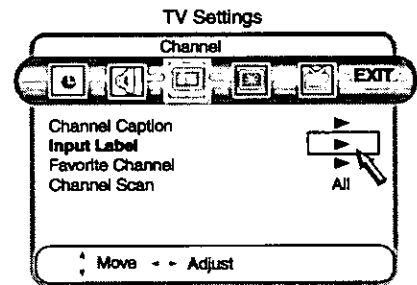 TV Settings
Channel
EXIT
Channel Caption
Input Label
Favorite Channel
Channel Scan All
Move Adjust